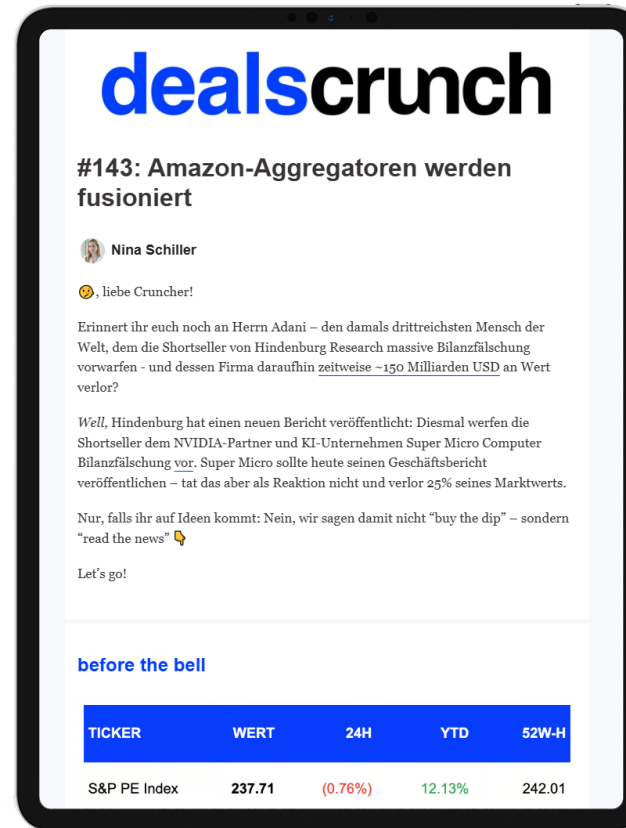 dealscrunch
#143: Amazon-Aggregatoren werden
fusioniert
Nina Schiller
🤔, liebe Cruncher!
Erinnert ihr euch noch an Herrn Adani – den damals drittreichsten Mensch der
Welt, dem die Shortseller von Hindenburg Research massive Bilanzfälschung
vorwarfen - und dessen Firma daraufhin zeitweise ~150 Milliarden USD an Wert
verlor?
Well, Hindenburg hat einen neuen Bericht veröffentlicht: Diesmal werfen die
Shortseller dem NVIDIA-Partner und KI-Unternehmen Super Micro Computer
Bilanzfälschung vor. Super Micro sollte heute seinen Geschäftsbericht
veröffentlichen – tat das aber als Reaktion nicht und verlor 25% seines Marktwerts.
Nur, falls ihr auf Ideen kommt: Nein, wir sagen damit nicht “buy the dip” – sondern
“read the news” 👇
Let’s go!
before the bell
TICKER WERT 24H YTD 52W-H
S&P PE Index 237.71 (0.76%) 12.13% 242.01